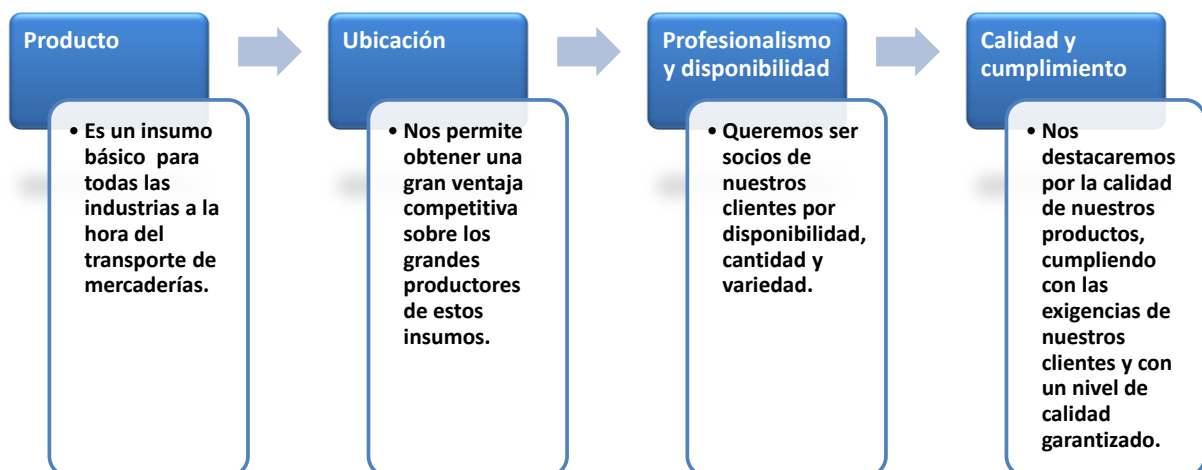 Producto
• Es un insumo
básico  para
todas las
industrias a la
hora del
transporte de
mercaderías.
Ubicación
• Nos permite
obtener una
gran ventaja
competitiva
sobre los
grandes
productores
de estos
insumos.
Profesionalismo
y disponibilidad
• Queremos ser
socios de
nuestros
clientes por
disponibilidad,
cantidad y
variedad.
Calidad y
cumplimiento
• Nos
destacaremos
por la calidad
de nuestros
productos,
cumpliendo
con las
exigencias de
nuestros
clientes y con
un nivel de
calidad
garantizado.